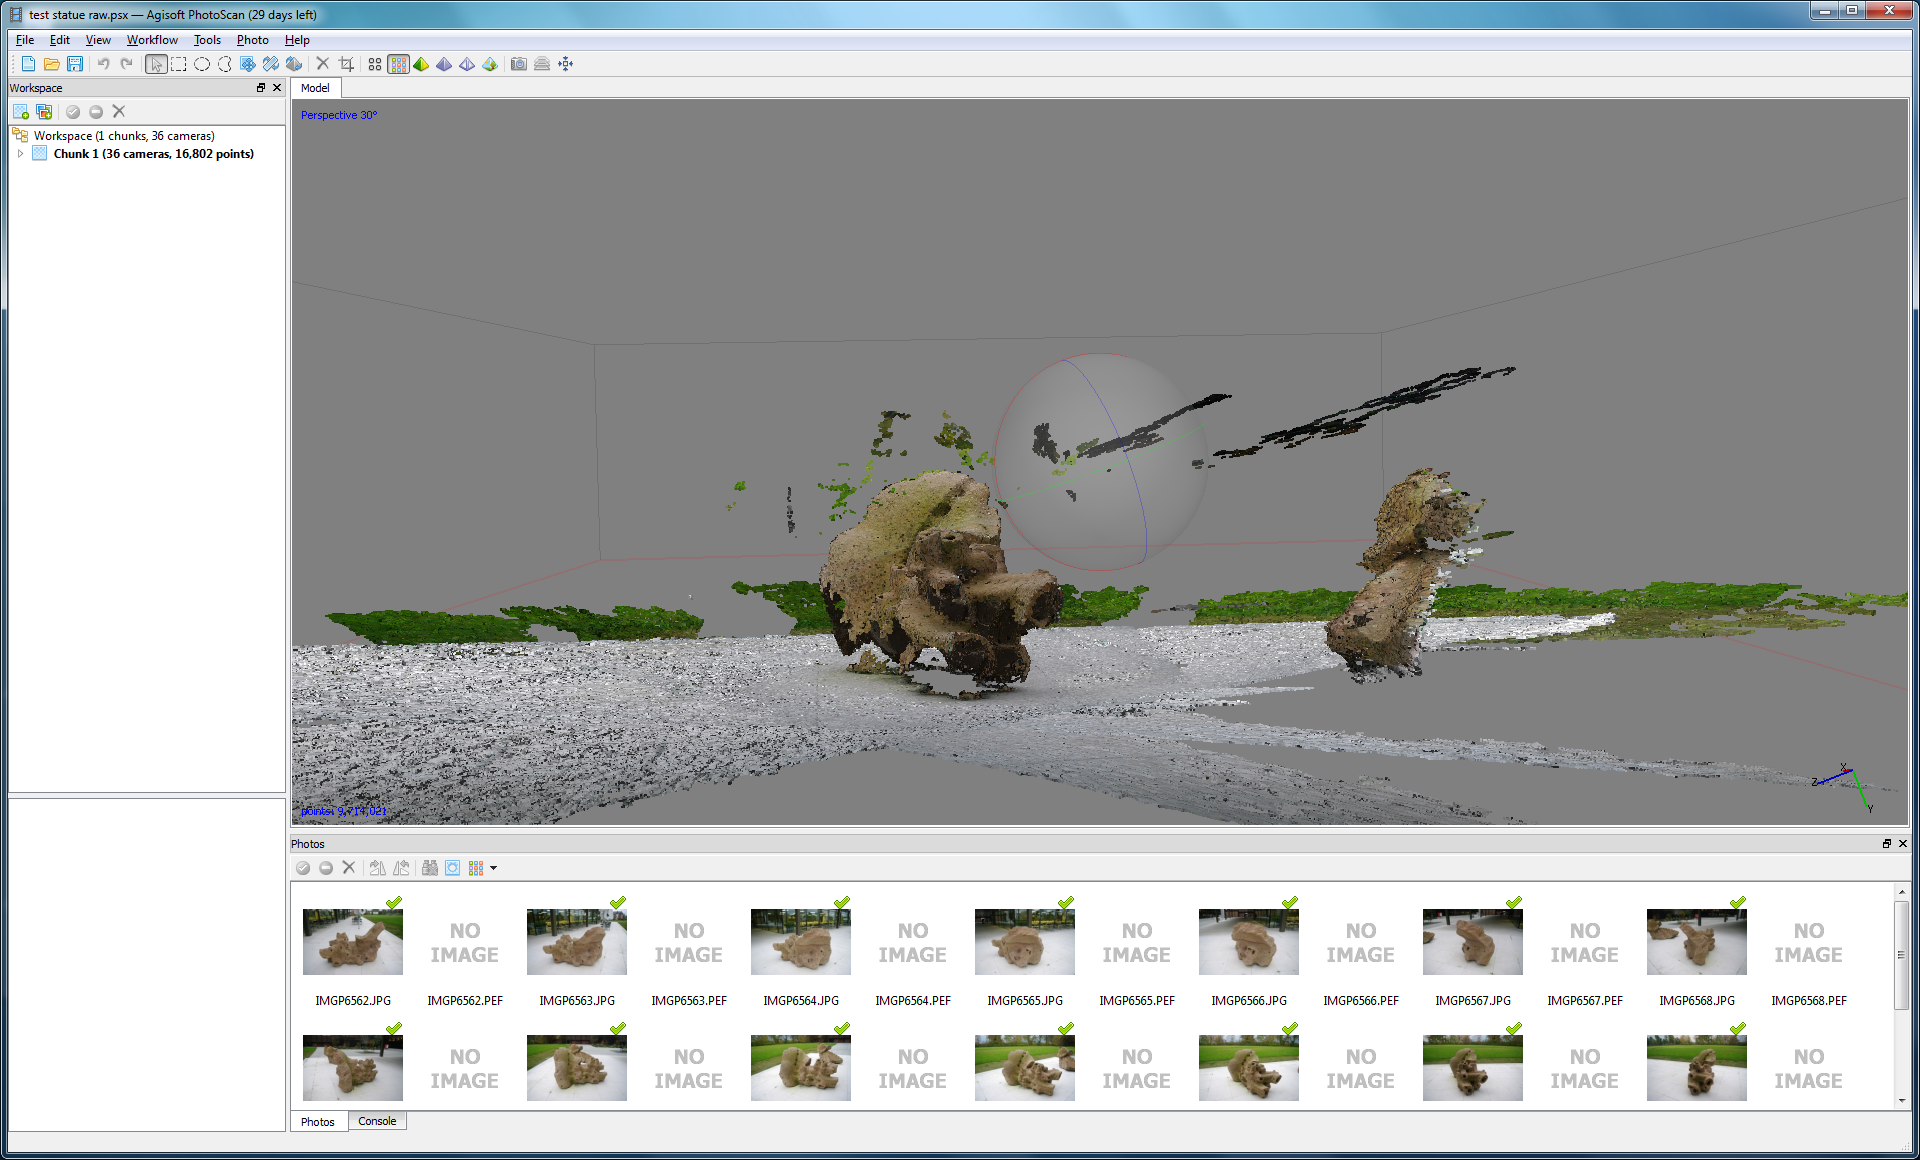 test statue raw.psx — Agisoft PhotoScan (29 days left)
File Edit View Workflow Tools Photo Help
Workspace
Model
Workspace (1 chunks, 36 cameras)
Chunk 1 (36 cameras, 16,802 points)
Perspective 30°
X
Z
Y
points: 9,714,021
Photos
NO IMAGE NO IMAGE NO IMAGE NO IMAGE NO IMAGE NO IMAGE NO IMAGE
IMGP6562.JPG IMGP6562.PEF IMGP6563.JPG IMGP6563.PEF IMGP6564.JPG IMGP6564.PEF IMGP6565.JPG IMGP6565.PEF IMGP6566.JPG IMGP6566.PEF IMGP6567.JPG IMGP6567.PEF IMGP6568.JPG IMGP6568.PEF
NO IMAGE NO IMAGE NO IMAGE NO IMAGE NO IMAGE NO IMAGE NO IMAGE
Photos Console